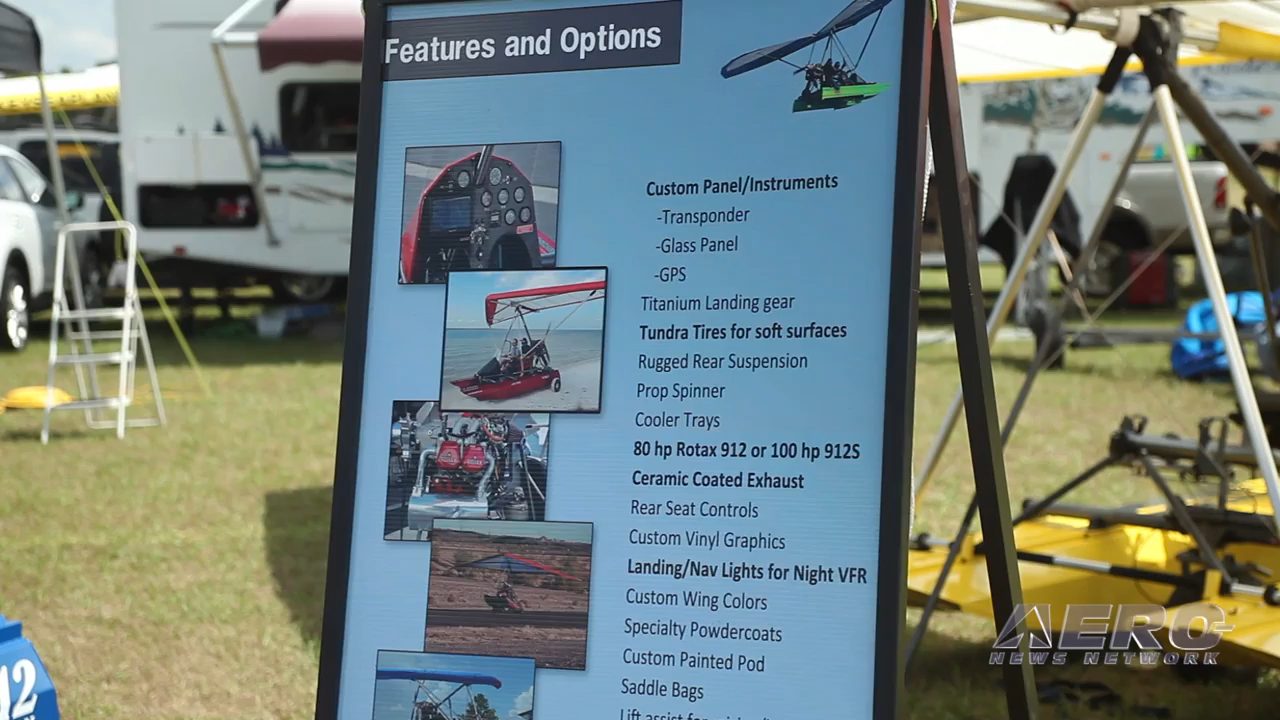 Features and Options
Custom Panel/Instruments
-Transponder
-Glass Panel
-GPS
Titanium Landing gear
Tundra Tires for soft surfaces
Rugged Rear Suspension
Prop Spinner
Cooler Trays
80 hp Rotax 912 or 100 hp 912S
Ceramic Coated Exhaust
Rear Seat Controls
Custom Vinyl Graphics
Landing/Nav Lights for Night VFR
Custom Wing Colors
Specialty Powdercoats
Custom Painted Pod
Saddle Bags
Lift assist for
12
AERO
NEWS NETWORK